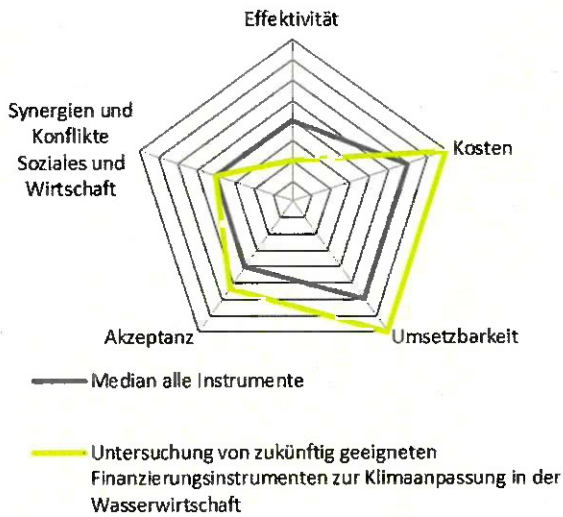 Effektivität
Synergien und
Konflikte
Soziales und
Wirtschaft
Kosten
Akzeptanz
Umsetzbarkeit
Median alle Instrumente
Untersuchung von zukünftig geeigneten
Finanzierungsinstrumenten zur Klimaanpassung in der
Wasserwirtschaft